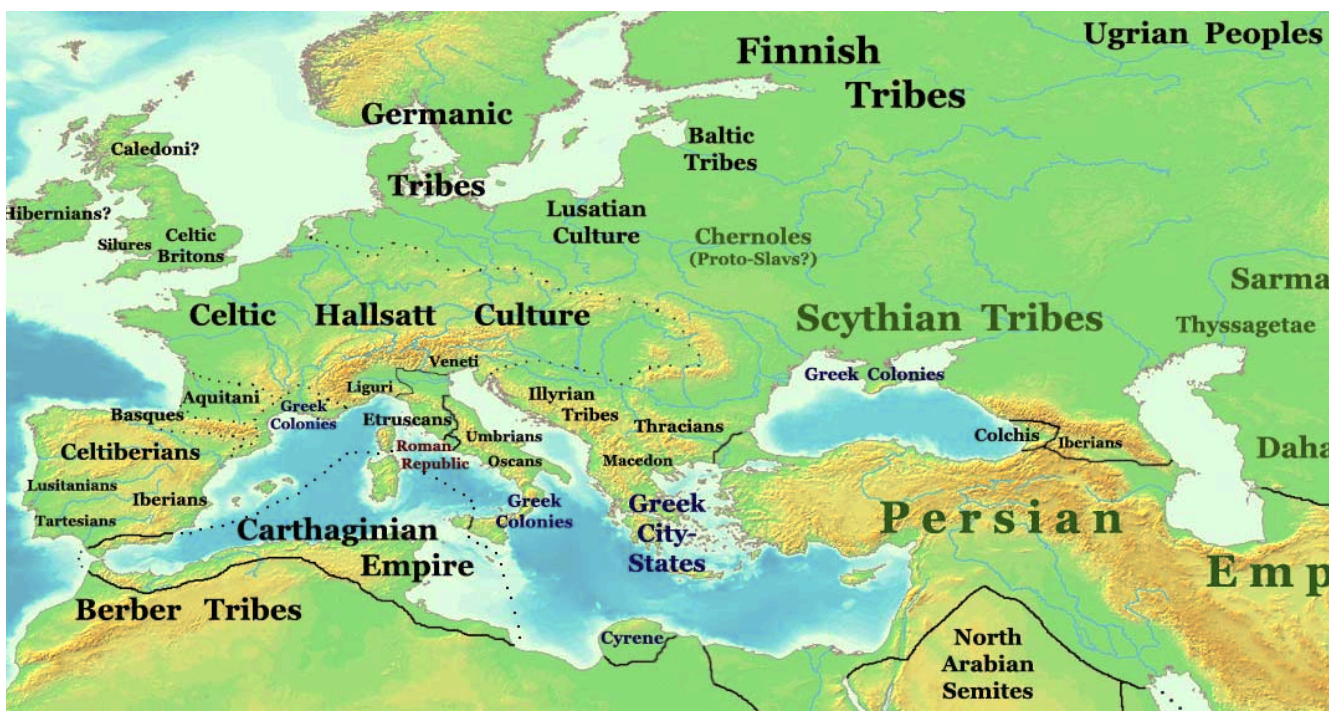 Ugrian Peoples
Finnish
Tribes
Germanic
Tribes
Baltic
Tribes
Caledoni?
Hibernians?
Silures
Celtic
Britons
Lusatian
Culture
Chernoles
(Proto-Slavs?)
Sarma
Thyssagetae
Scythian Tribes
Celtic Hallsatt Culture
Veneti
Greek Colonies
Liguri
Aquitani
Basques
Greek
Colonies
Illyrian
Tribes
Etruscans
Thracians
Umbrians
Colchis
Iberians
Roman
Republic
Celtiberians
Oscans
Macedon
Daha
Lusitanians
Iberians
Tartesians
Greek
Colonies
Greek
City-
States
Persian
Emp
Carthaginian
Empire
Berber Tribes
Cyrene
North
Arabian
Semites